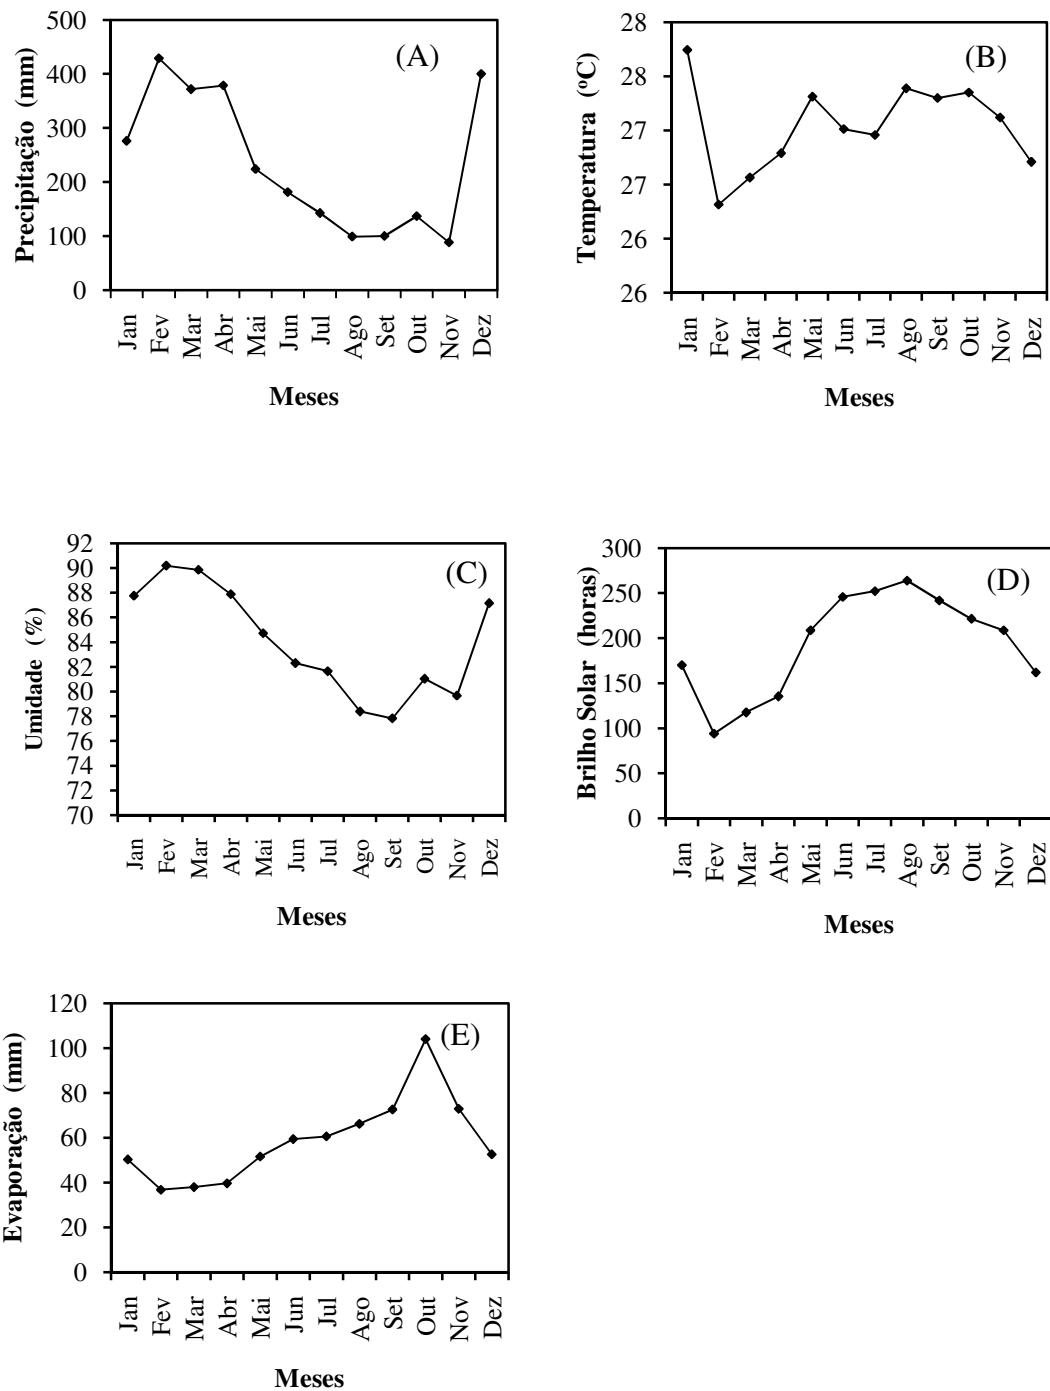 (A)
Precipitação (mm)
500
400
300
200
100
0
Jan Fev Mar Abr Mai Jun Jul Ago Set Out Nov Dez
Meses
(B)
Temperatura (ºC)
28
28
27
27
26
26
Jan Fev Mar Abr Mai Jun Jul Ago Set Out Nov Dez
Meses
(C)
Umidade (%)
92
90
88
86
84
82
80
78
76
74
72
70
Jan Fev Mar Abr Mai Jun Jul Ago Set Out Nov Dez
Meses
(D)
Brilho Solar (horas)
300
250
200
150
100
50
0
Jan Fev Mar Abr Mai Jun Jul Ago Set Out Nov Dez
Meses
(E)
Evaporação (mm)
120
100
80
60
40
20
0
Jan Fev Mar Abr Mai Jun Jul Ago Set Out Nov Dez
Meses